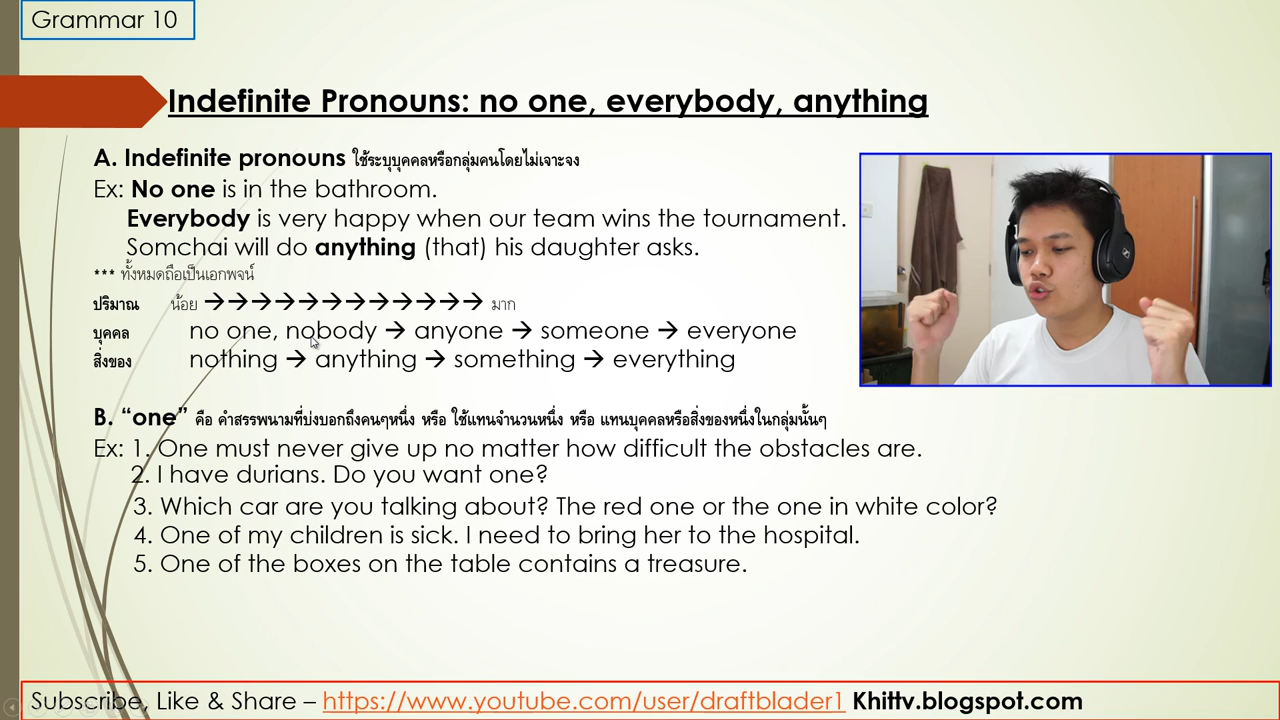 Grammar 10
Indefinite Pronouns: no one, everybody, anything
A. Indefinite pronouns ใช้ระบุบุคคลหรือกลุ่มคนโดยไม่เจาะจง
Ex: No one is in the bathroom.
Everybody is very happy when our team wins the tournament.
Somchai will do anything (that) his daughter asks.
*** ทั้งหมดถือเป็นเอกพจน์
ปริมาณ น้อย →→→→→→→→→→→→ มาก
บุคคล no one, nobody → anyone → someone → everyone
สิ่งของ nothing → anything → something → everything
B. “one” คือ คำสรรพนามที่บ่งบอกถึงคนๆหนึ่ง หรือ ใช้แทนจำนวนหนึ่ง หรือ แทนบุคคลหรือสิ่งของหนึ่งในกลุ่มนั้นๆ
Ex: 1. One must never give up no matter how difficult the obstacles are.
2. I have durians. Do you want one?
3. Which car are you talking about? The red one or the one in white color?
4. One of my children is sick. I need to bring her to the hospital.
5. One of the boxes on the table contains a treasure.
Subscribe, Like & Share – https://www.youtube.com/user/draftblader1 Khittv.blogspot.com